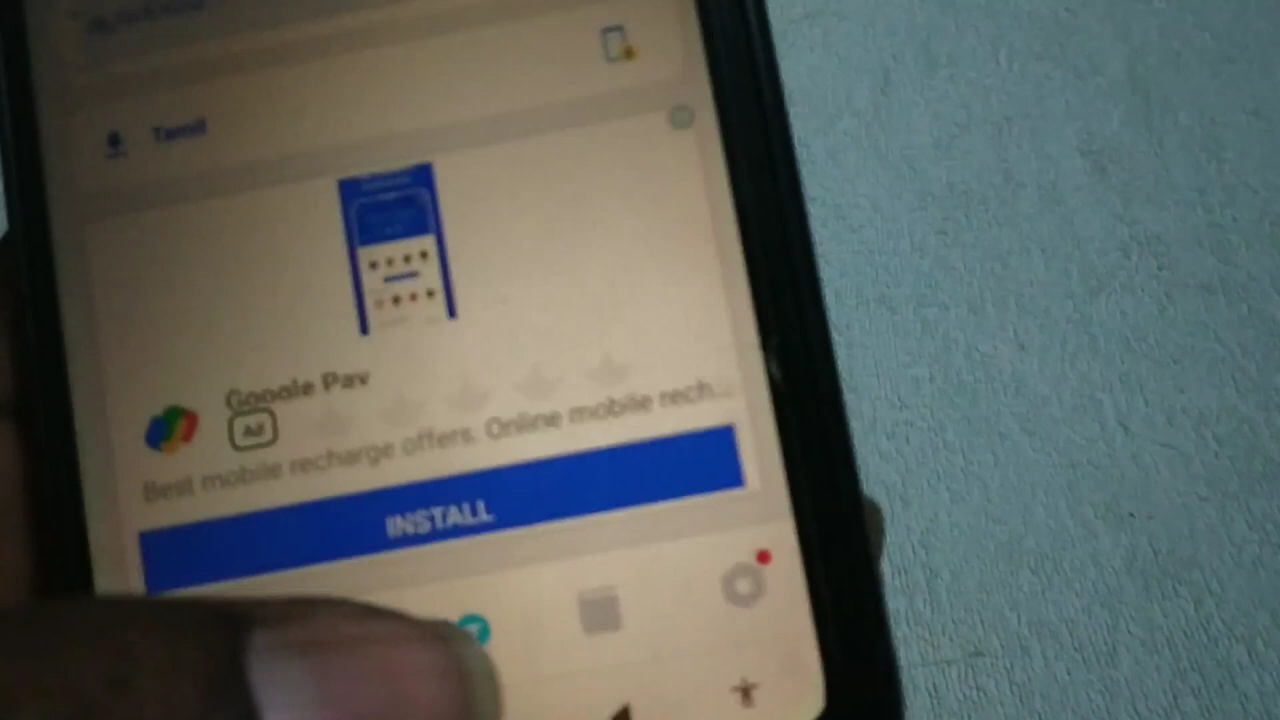 Tamil
Google Pay
Ad
Best mobile recharge offers. Online mobile rech...
INSTALL